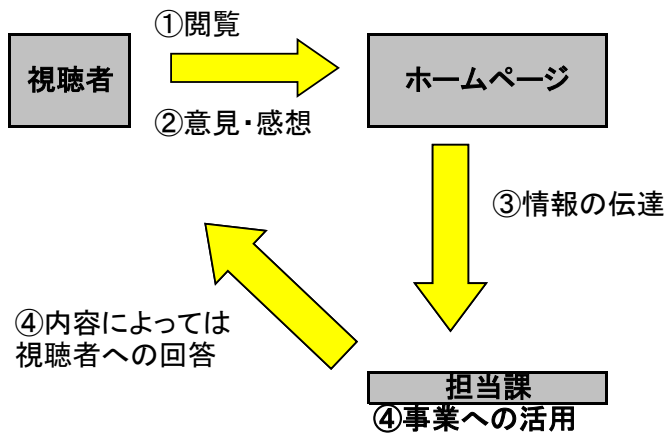 ①閲覧
視聴者
ホームページ
②意見・感想
③情報の伝達
④内容によっては
視聴者への回答
担当課
④事業への活用